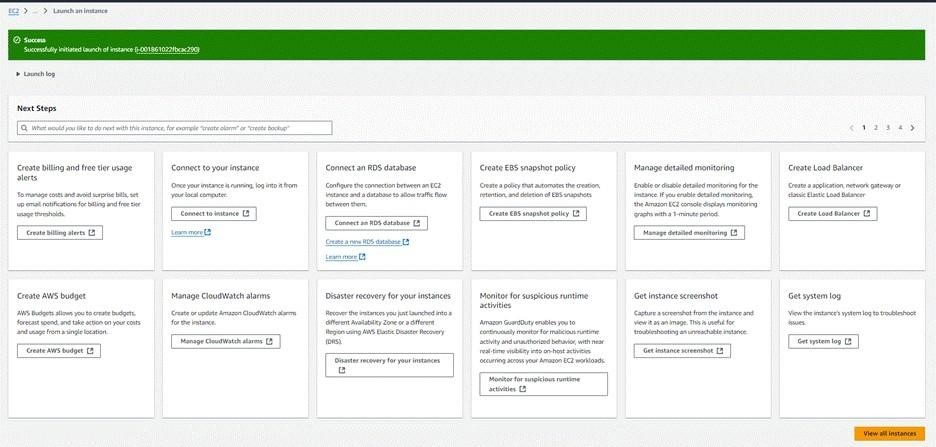 EC2 > ... > Launch an instance
Success
Successfully initiated launch of instance (i-001861022fbcac290)
Launch log
Next Steps
What would you like to do next with this instance, for example "create alarm" or "create backup"
1 2 3 4
Create billing and free tier usage
alerts
To manage costs and avoid surprise bills, set
up email notifications for billing and free tier
usage thresholds.
Create billing alerts
Connect to your instance
Once your instance is running, log into it from
your local computer.
Connect to instance
Learn more
Connect an RDS database
Configure the connection between an EC2
instance and a database to allow traffic flow
between them.
Connect an RDS database
Create a new RDS database
Learn more
Create EBS snapshot policy
Create a policy that automates the creation,
retention, and deletion of EBS snapshots
Create EBS snapshot policy
Manage detailed monitoring
Enable or disable detailed monitoring for the
instance. If you enable detailed monitoring,
the Amazon EC2 console displays monitoring
graphs with a 1-minute period.
Manage detailed monitoring
Create Load Balancer
Create a application, network gateway or
classic Elastic Load Balancer
Create Load Balancer
Create AWS budget
AWS Budgets allows you to create budgets,
forecast spend, and take action on your costs
and usage from a single location.
Create AWS budget
Manage CloudWatch alarms
Create or update Amazon CloudWatch alarms
for the instance.
Manage CloudWatch alarms
Disaster recovery for your instances
Recover the instances you just launched into a
different Availability Zone or a different
Region using AWS Elastic Disaster Recovery
(DRS).
Disaster recovery for your instances
Monitor for suspicious runtime
activities
Amazon GuardDuty enables you to
continuously monitor for malicious runtime
activity and unauthorized behavior, with near
real-time visibility into on-host activities
occurring across your Amazon EC2 workloads.
Monitor for suspicious runtime
activities
Get instance screenshot
Capture a screenshot from the instance and
view it as an image. This is useful for
troubleshooting an unreachable instance.
Get instance screenshot
Get system log
View the instance's system log to troubleshoot
issues.
Get system log
View all instances